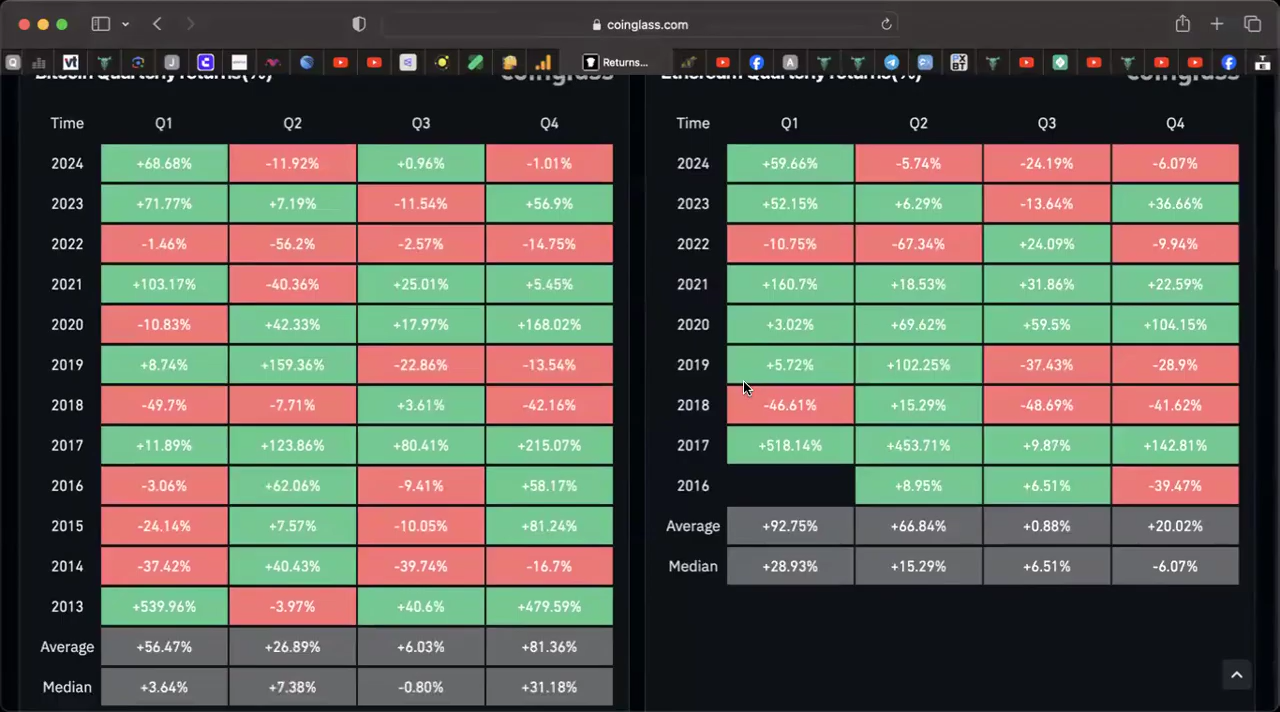 coinglass.com
Q vt J C Returns... A PXBT
Bitcoin Quarterly returns(%) coinglass
Time Q1 Q2 Q3 Q4
2024 +68.68% -11.92% +0.96% -1.01%
2023 +71.77% +7.19% -11.54% +56.9%
2022 -1.46% -56.2% -2.57% -14.75%
2021 +103.17% -40.36% +25.01% +5.45%
2020 -10.83% +42.33% +17.97% +168.02%
2019 +8.74% +159.36% -22.86% -13.54%
2018 -49.7% -7.71% +3.61% -42.16%
2017 +11.89% +123.86% +80.41% +215.07%
2016 -3.06% +62.06% -9.41% +58.17%
2015 -24.14% +7.57% -10.05% +81.24%
2014 -37.42% +40.43% -39.74% -16.7%
2013 +539.96% -3.97% +40.6% +479.59%
Average +56.47% +26.89% +6.03% +81.36%
Median +3.64% +7.38% -0.80% +31.18%
Ethereum Quarterly returns(%) coinglass
Time Q1 Q2 Q3 Q4
2024 +59.66% -5.74% -24.19% -6.07%
2023 +52.15% +6.29% -13.64% +36.66%
2022 -10.75% -67.34% +24.09% -9.94%
2021 +160.7% +18.53% +31.86% +22.59%
2020 +3.02% +69.62% +59.5% +104.15%
2019 +5.72% +102.25% -37.43% -28.9%
2018 -46.61% +15.29% -48.69% -41.62%
2017 +518.14% +453.71% +9.87% +142.81%
2016 +8.95% +6.51% -39.47%
Average +92.75% +66.84% +0.88% +20.02%
Median +28.93% +15.29% +6.51% -6.07%